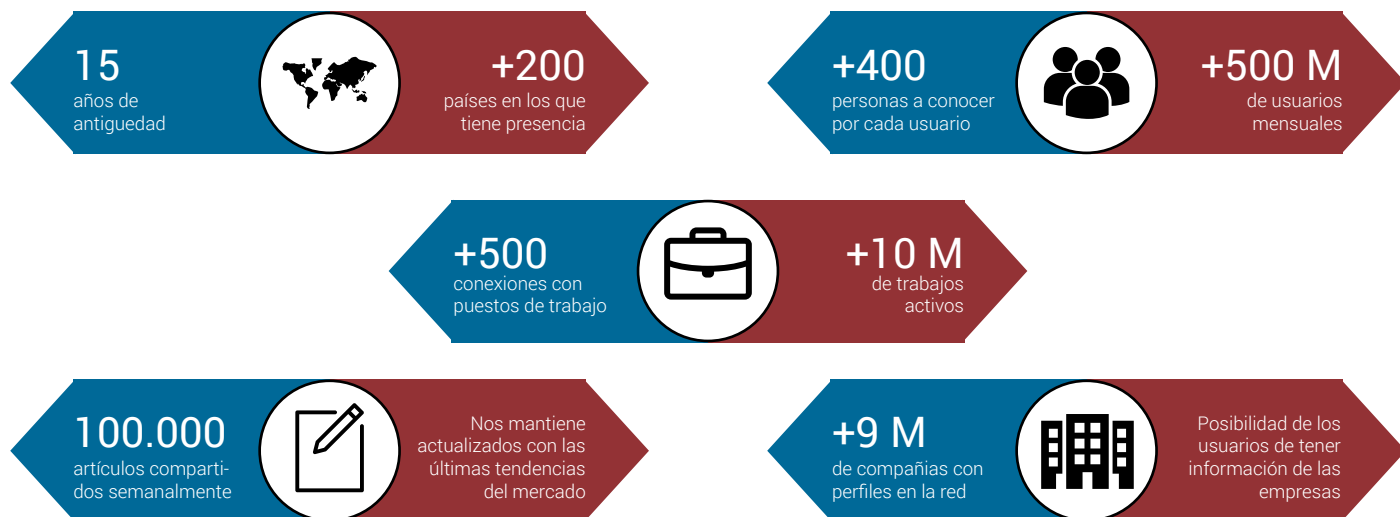 15
años de
antiguedad
+200
países en los que
tiene presencia
+400
personas a conocer
por cada usuario
+500 M
de usuarios
mensuales
+500
conexiones con
puestos de trabajo
+10 M
de trabajos
activos
100.000
artículos comparti-
dos semanalmente
Nos mantiene
actualizados con las
últimas tendencias
del mercado
+9 M
de compañias con
perfiles en la red
Posibilidad de los
usuarios de tener
información de las
empresas